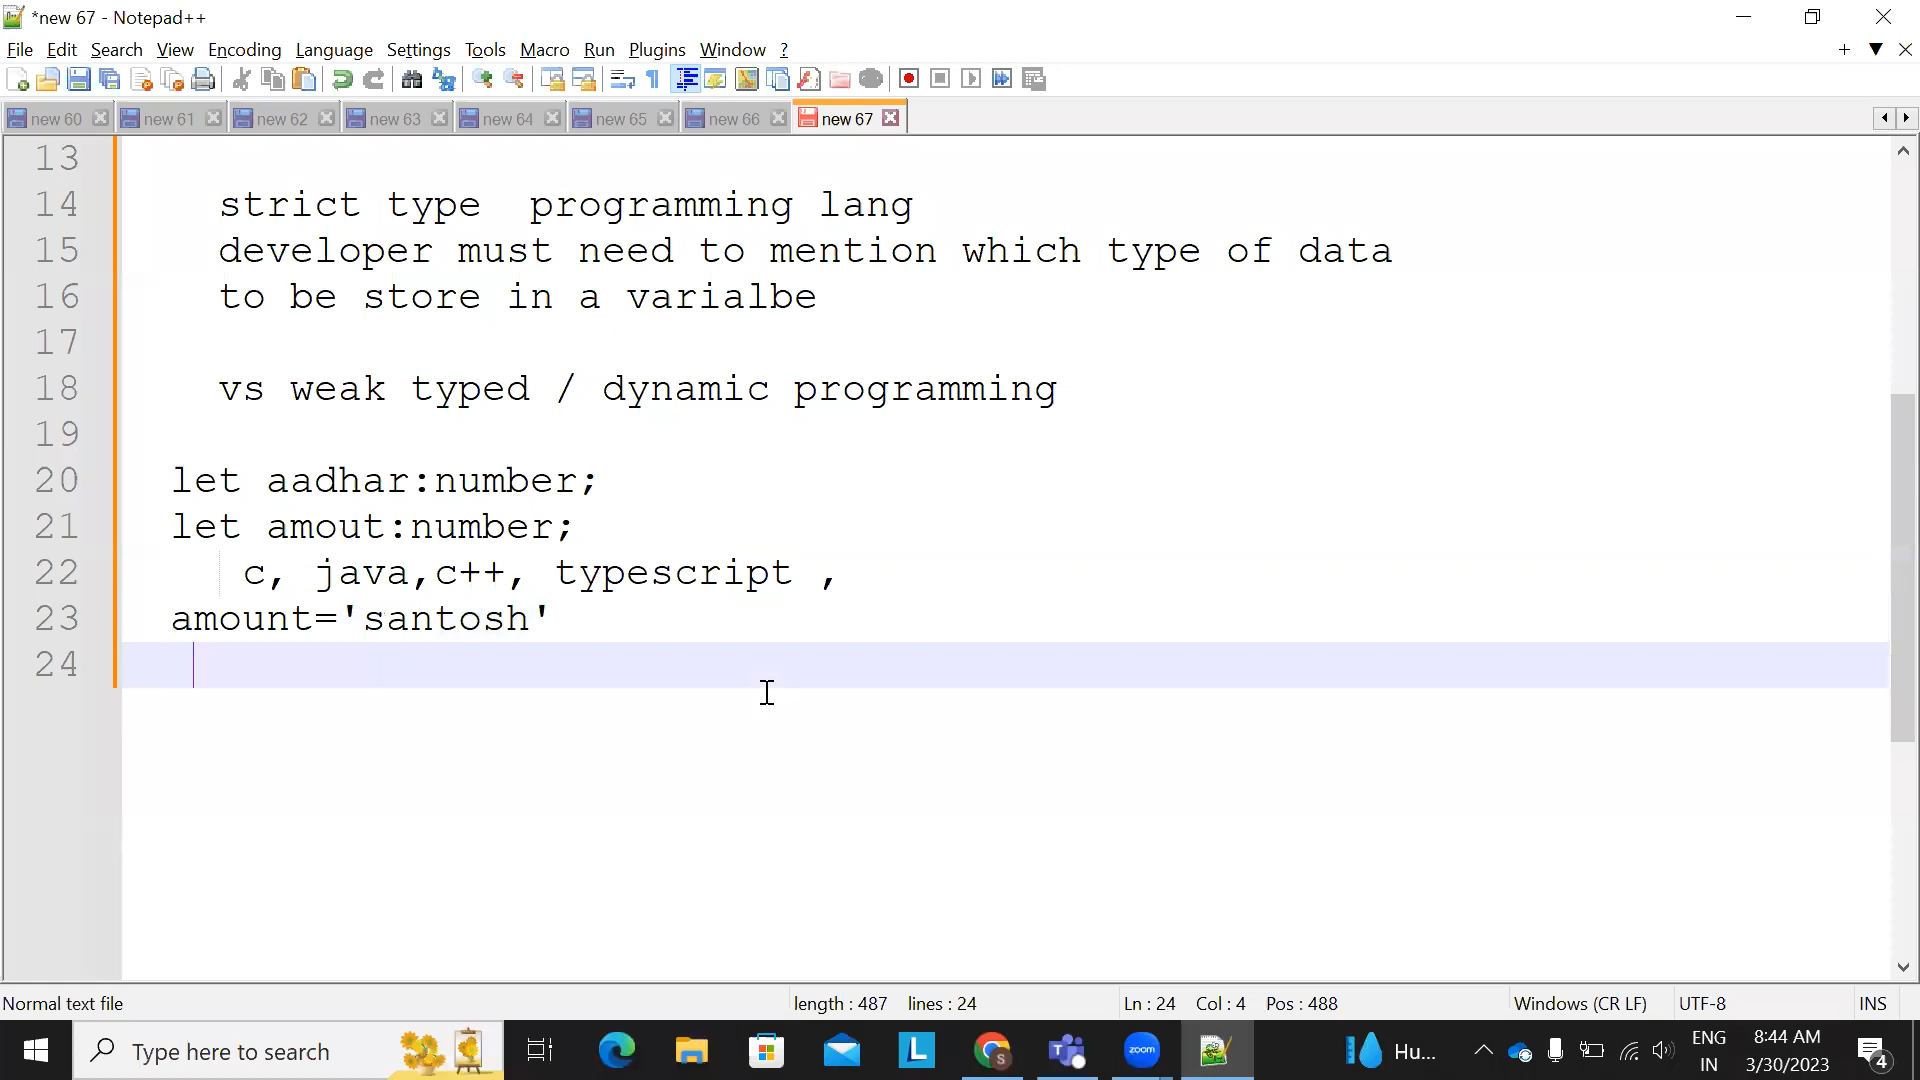 *new 67 - Notepad++
File Edit Search View Encoding Language Settings Tools Macro Run Plugins Window ?
new 60 new 61 new 62 new 63 new 64 new 65 new 66 new 67
13
14 strict type  programming lang
15 developer must need to mention which type of data
16 to be store in a varialbe
17
18 vs weak typed / dynamic programming
19
20 let aadhar:number;
21 let amout:number;
22 c, java,c++, typescript ,
23 amount='santosh'
24
Normal text file length : 487 lines : 24 Ln : 24 Col : 4 Pos : 488 Windows (CR LF) UTF-8 INS
Type here to search L S zoom Hu... ENG IN 8:44 AM 3/30/2023 4